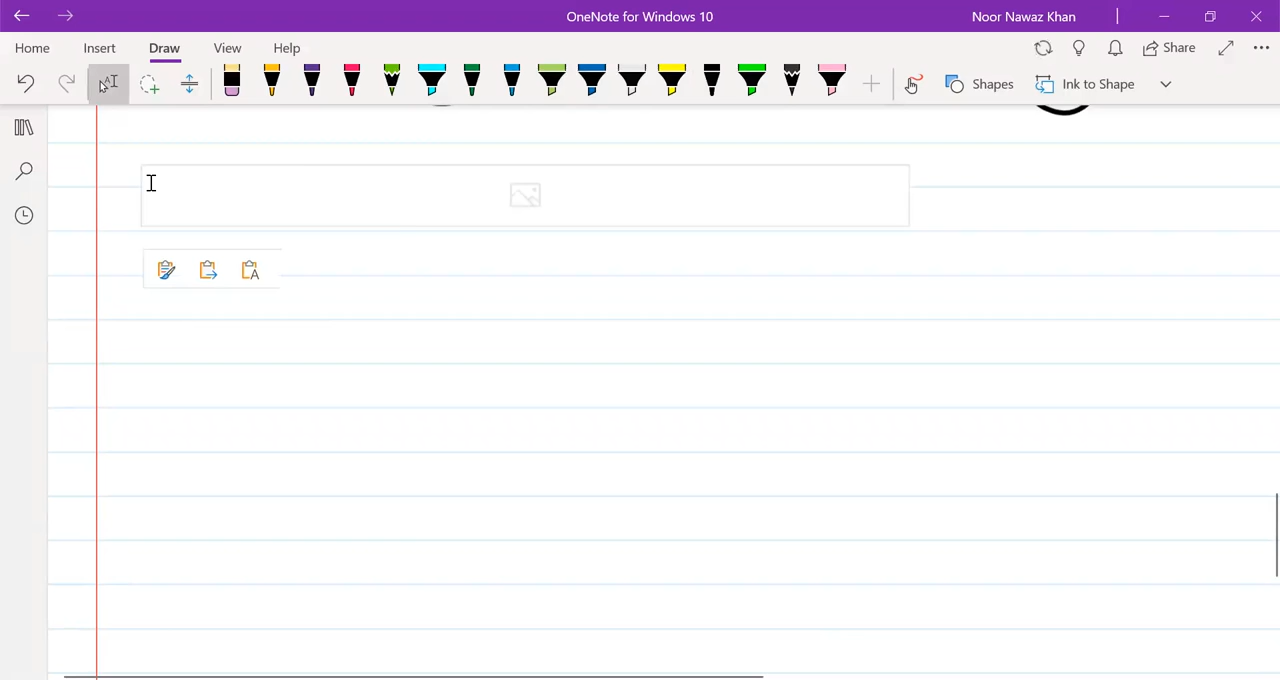 OneNote for Windows 10
Noor Nawaz Khan
Home Insert Draw View Help
Share
Shapes
Ink to Shape